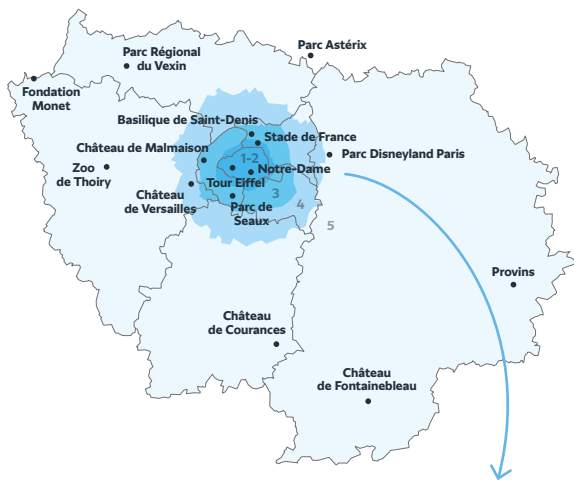 Parc Astérix
Parc Régional
du Vexin
Fondation
Monet
Basilique de Saint-Denis
Stade de France
Château de Malmaison
1-2
Parc Disneyland Paris
Zoo
de Thoiry
Notre-Dame
Tour Eiffel
Château
de Versailles
3
4
Parc de
Seaux
5
Provins
Château
de Courances
Château
de Fontainebleau